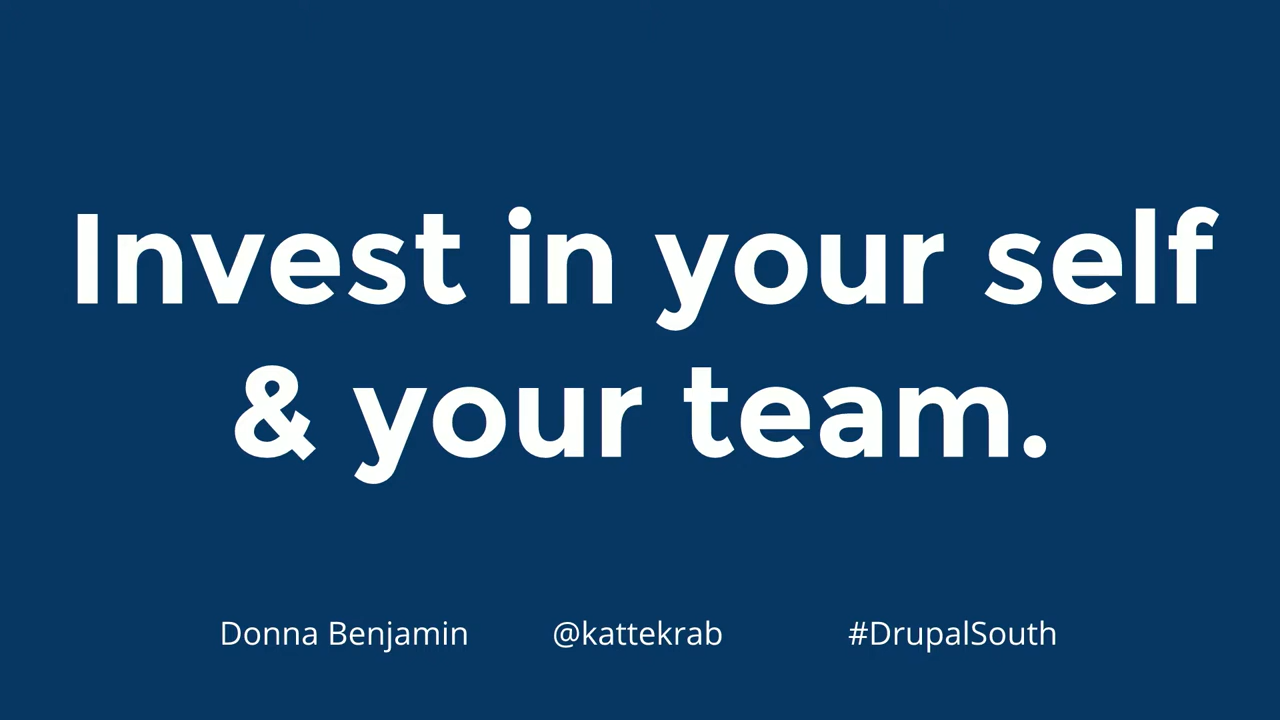 Invest in your self
& your team.
Donna Benjamin @kattekrab #DrupalSouth